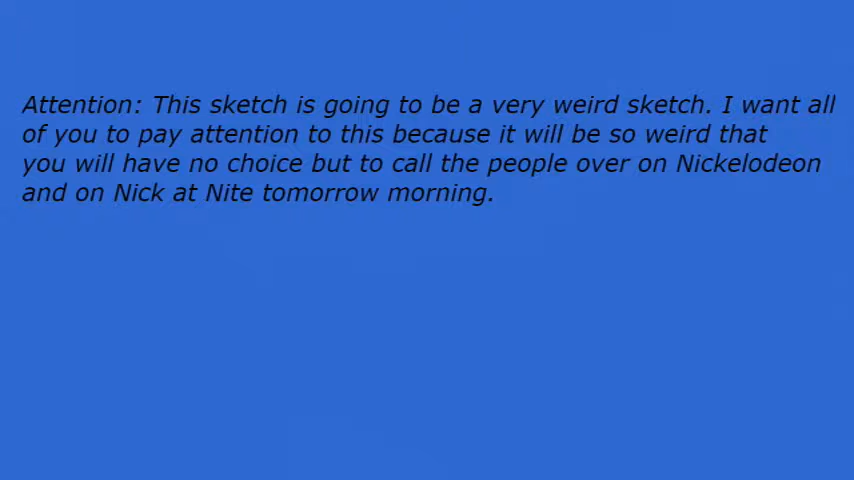 Attention: This sketch is going to be a very weird sketch. I want all
of you to pay attention to this because it will be so weird that
you will have no choice but to call the people over on Nickelodeon
and on Nick at Nite tomorrow morning.